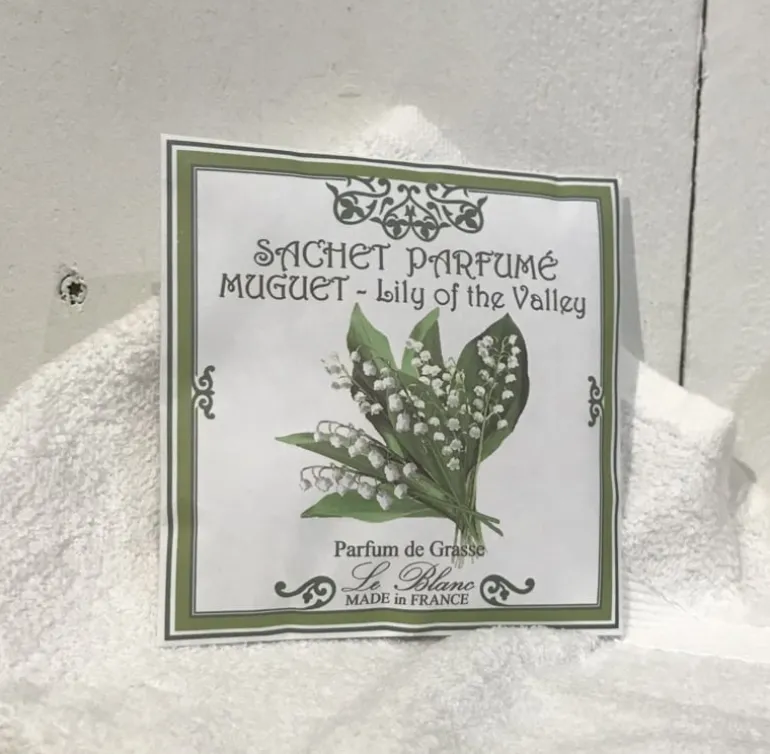 SACHET PARFUMÉ
MUGUET - Lily of the Valley
Parfum de Grasse
Le Blanc
MADE in FRANCE